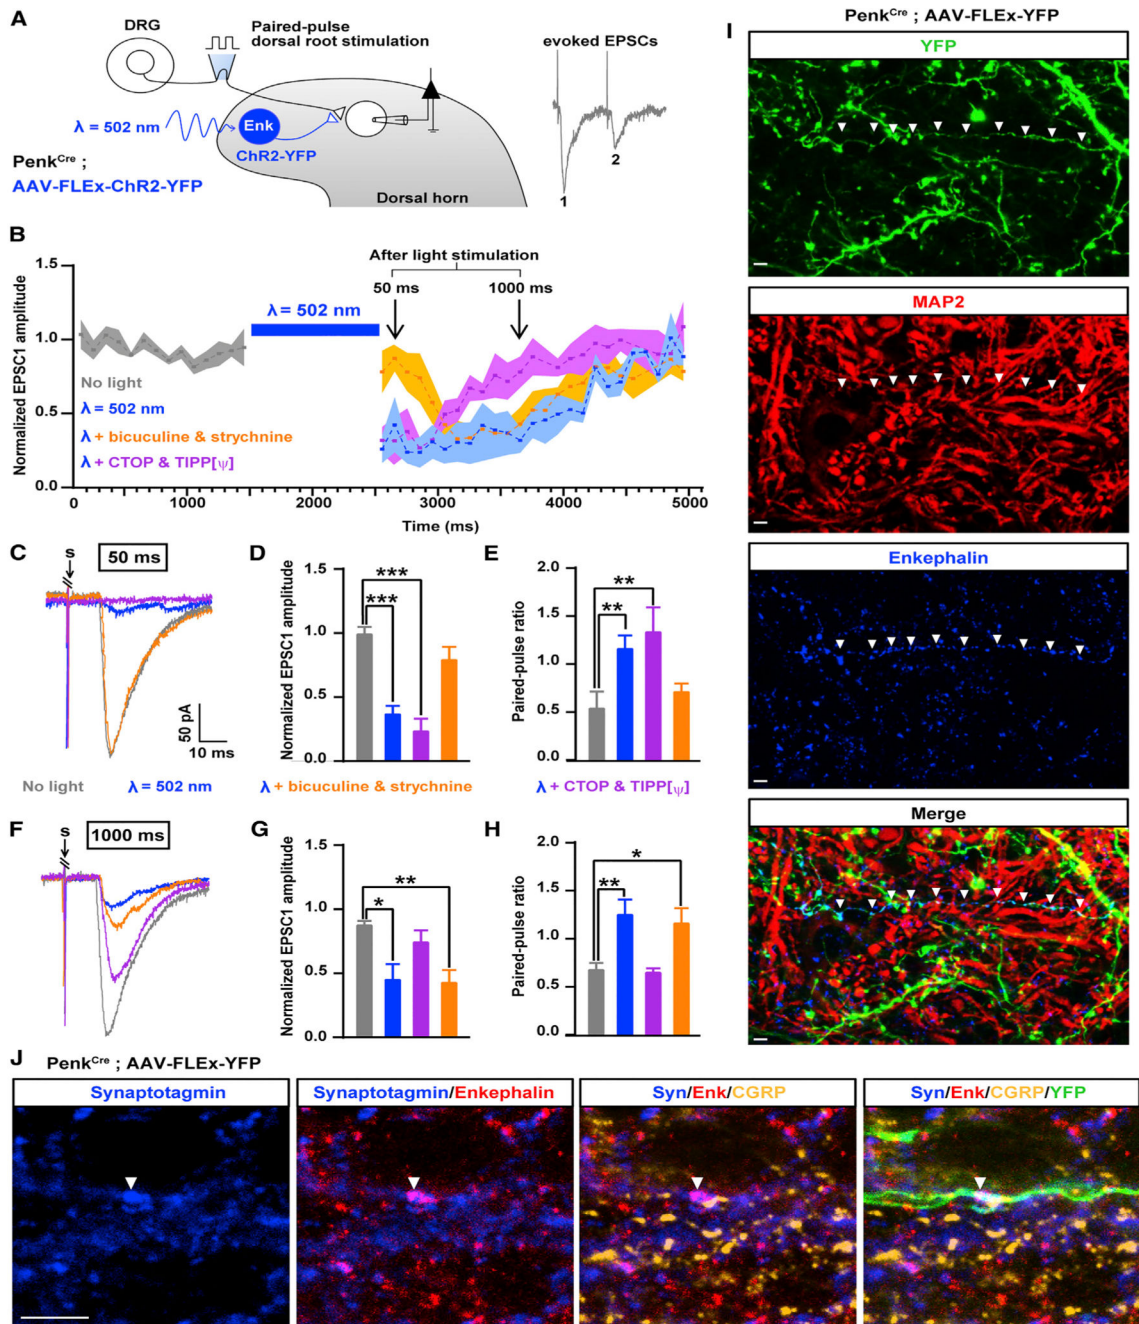 A
DRG
Paired-pulse
dorsal root stimulation
evoked EPSCs
λ = 502 nm
Enk
ChR2-YFP
Penk^Cre ;
AAV-FLEx-ChR2-YFP
Dorsal horn
1
2
B
Normalized EPSC1 amplitude
1.5
1.0
0.5
0.0
After light stimulation
50 ms
1000 ms
λ = 502 nm
No light
λ = 502 nm
λ + bicuculine & strychnine
λ + CTOP & TIPP[ψ]
0
1000
2000
3000
4000
5000
Time (ms)
C
s
50 ms
50 pA
10 ms
D
Normalized EPSC1 amplitude
1.5
1.0
0.5
0.0
***
***
E
Paired-pulse ratio
2.0
1.5
1.0
0.5
0.0
**
**
No light
λ = 502 nm
λ + bicuculine & strychnine
λ + CTOP & TIPP[ψ]
F
s
1000 ms
G
Normalized EPSC1 amplitude
1.5
1.0
0.5
0.0
**
*
H
Paired-pulse ratio
2.0
1.5
1.0
0.5
0.0
*
**
I
Penk^Cre ; AAV-FLEx-YFP
YFP
MAP2
Enkephalin
Merge
J
Penk^Cre ; AAV-FLEx-YFP
Synaptotagmin
Synaptotagmin/Enkephalin
Syn/Enk/CGRP
Syn/Enk/CGRP/YFP